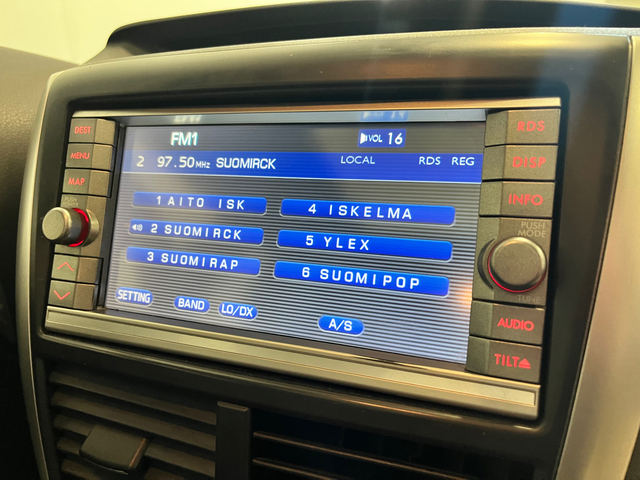 DEST
MENU
MAP
FM1
VOL 16
2 97.50MHz SUOMIRCK LOCAL RDS REG
1 AITO ISK
4 ISKELMA
2 SUOMIRCK
5 YLEX
3 SUOMIRAP
6 SUOMIPOP
SETTING
BAND
LO/DX
A/S
RDS
DISP
INFO
PUSH
MODE
TUNE
AUDIO
TILT